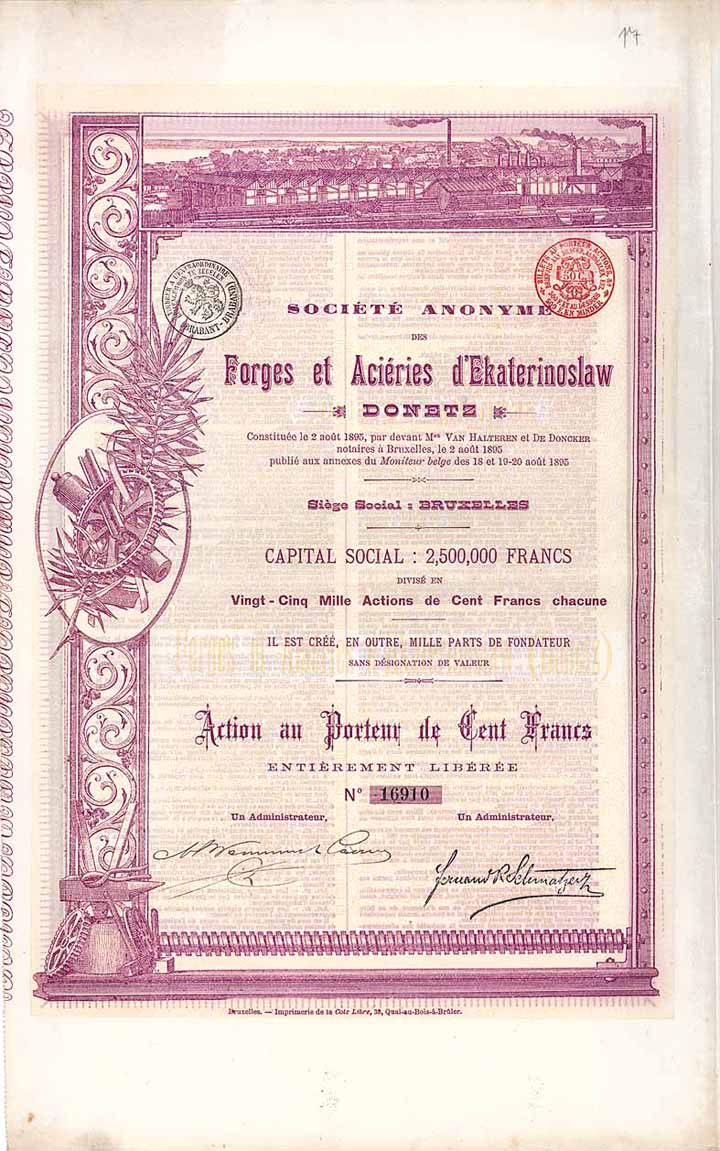 17
SOCIÉTÉ ANONYME
DES
Forges et Aciéries d'Ekaterinoslaw
DONETZ
Constituée le 2 août 1895, par devant Mes VAN HALTEREN et DE DONCKER
notaires à Bruxelles, le 2 août 1895
publié aux annexes du Moniteur belge des 18 et 19-20 août 1895
Siège Social : BRUXELLES
CAPITAL SOCIAL : 2,500,000 FRANCS
DIVISÉ EN
Vingt-Cinq Mille Actions de Cent Francs chacune
IL EST CRÉÉ, EN OUTRE, MILLE PARTS DE FONDATEUR
SANS DÉSIGNATION DE VALEUR
Action au Porteur de Cent Francs
ENTIÈREMENT LIBÉRÉE
N° 16910
Un Administrateur, Un Administrateur,
Bruxelles. — Imprimerie de la Cote Libre, 33, Quai-au-Bois-à-Brûler.